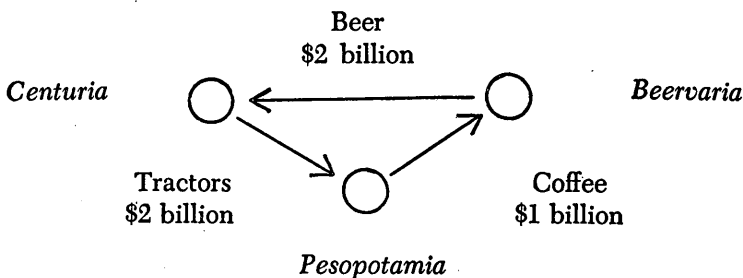 Beer
$2 billion
Centuria
Beervaria
Tractors
$2 billion
Coffee
$1 billion
Pesopotamia